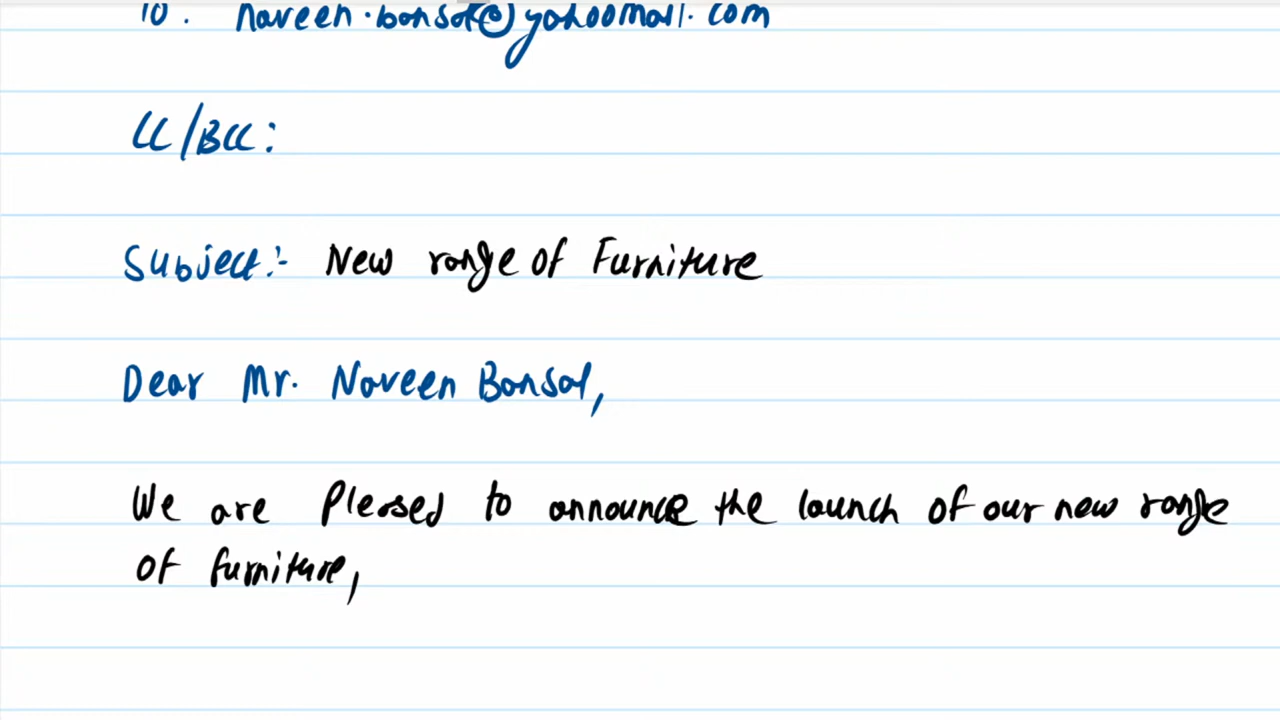 To: naveen.bansal@yahoomail.com
CC/BCC:
Subject:- New range of Furniture
Dear Mr. Naveen Bansal,
We are Pleased to announce the launch of our new range
of furniture,